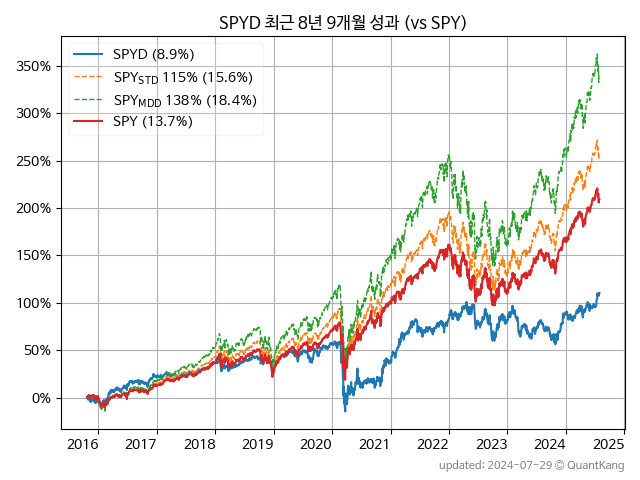 SPYD 최근 8년 9개월 성과 (vs SPY)
SPYD (8.9%)
SPY_STD 115% (15.6%)
SPY_MDD 138% (18.4%)
SPY (13.7%)
350%
300%
250%
200%
150%
100%
50%
0%
2016 2017 2018 2019 2020 2021 2022 2023 2024 2025
updated: 2024-07-29 © QuantKang